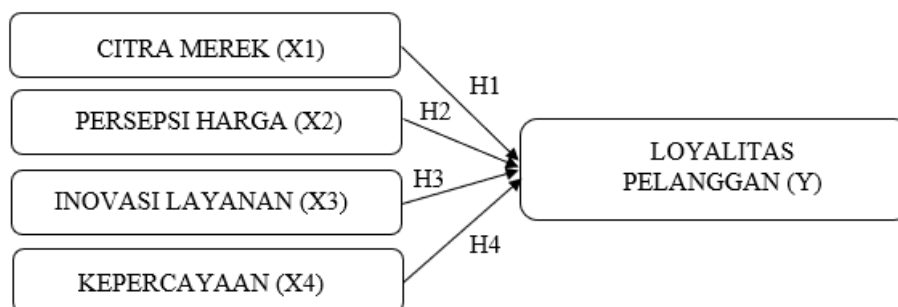 CITRA MEREK (X1)
H1
PERSEPSI HARGA (X2)
H2
INOVASI LAYANAN (X3)
H3
KEPERCAYAAN (X4)
H4
LOYALITAS
PELANGGAN (Y)